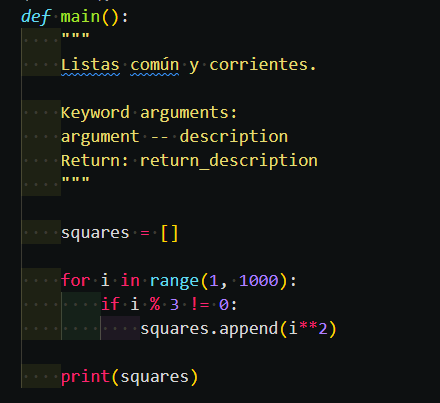 def main():
    """
    Listas común y corrientes.

    Keyword arguments:
    argument -- description
    Return: return_description
    """

    squares = []

    for i in range(1, 1000):
        if i % 3 != 0:
            squares.append(i**2)

    print(squares)